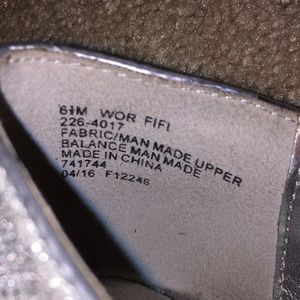 6½M WOR FIFI
226-4017
FABRIC/MAN MADE UPPER
BALANCE MAN MADE
MADE IN CHINA
741744
04/16 F12246